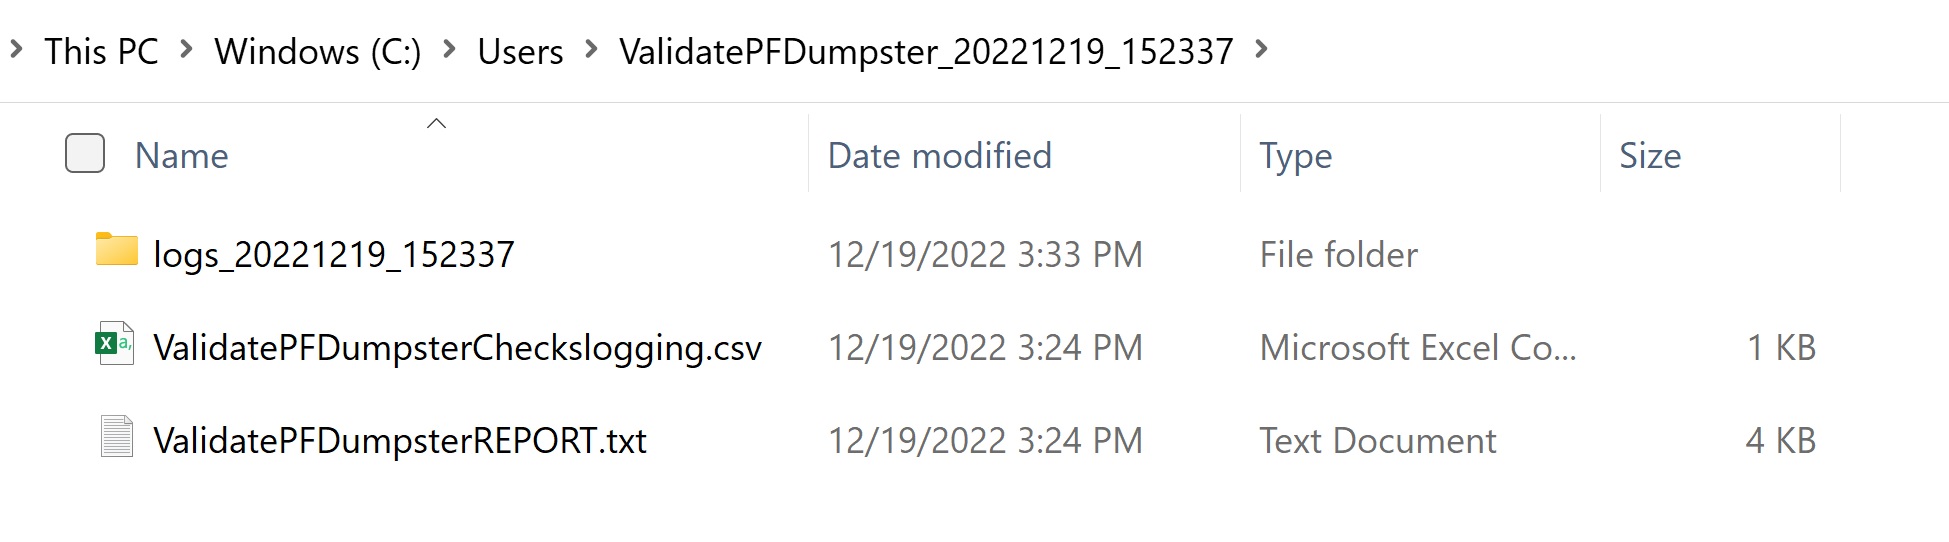 This PC > Windows (C:) > Users > ValidatePFDumpster_20221219_152337 >
Name Date modified Type Size
logs_20221219_152337 12/19/2022 3:33 PM File folder
ValidatePFDumpsterCheckslogging.csv 12/19/2022 3:24 PM Microsoft Excel Co... 1 KB
ValidatePFDumpsterREPORT.txt 12/19/2022 3:24 PM Text Document 4 KB